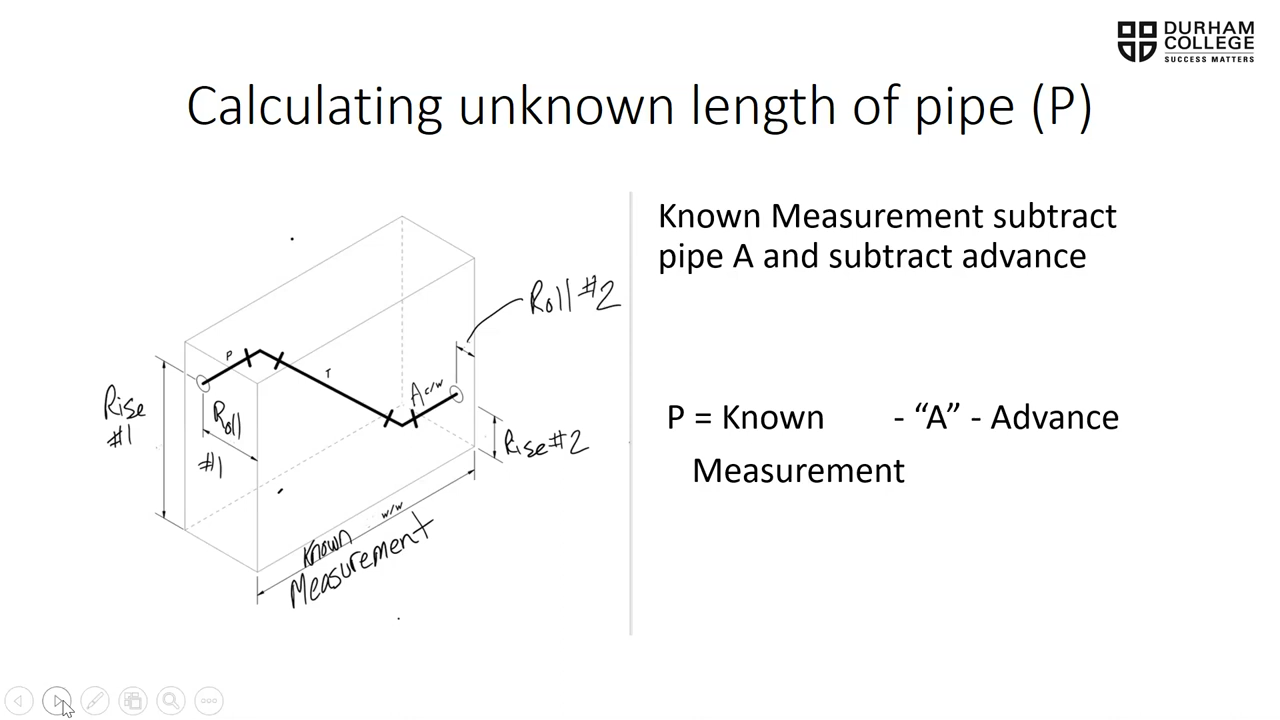 DURHAM
COLLEGE
SUCCESS MATTERS
Calculating unknown length of pipe (P)
Known Measurement subtract
pipe A and subtract advance
P = Known - “A” - Advance
Measurement
Roll #2
P
T
A c/w
Rise
#1
Roll
#1
Rise #2
w/w
Known
Measurement